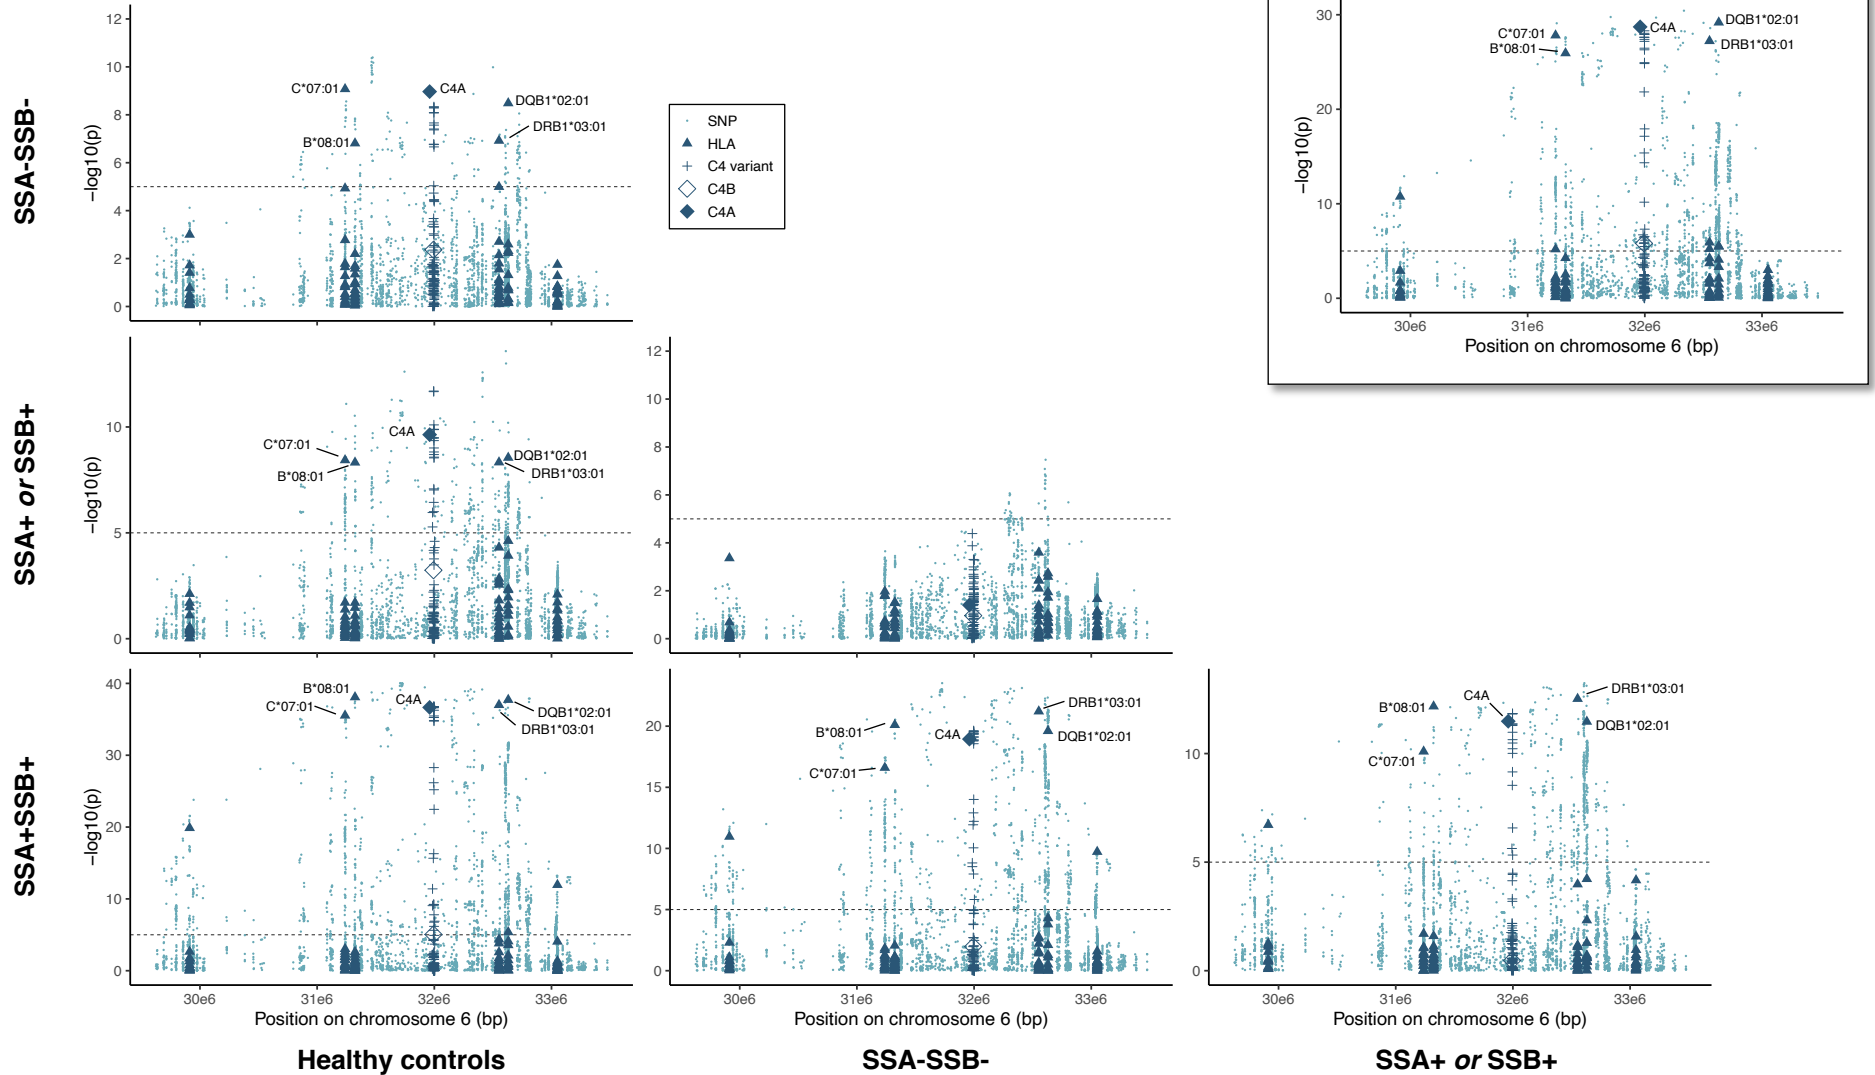 SSA-SSB-
−log10(p)
12
10
8
6
4
2
0
C*07:01
B*08:01
C4A
DQB1*02:01
DRB1*03:01
SNP
HLA
C4 variant
C4B
C4A
−log10(p)
30
20
10
0
C*07:01
B*08:01
C4A
DQB1*02:01
DRB1*03:01
30e6 31e6 32e6 33e6
Position on chromosome 6 (bp)
SSA+ or SSB+
−log10(p)
10
5
0
C*07:01
B*08:01
C4A
DQB1*02:01
DRB1*03:01
12
10
8
6
4
2
0
SSA+SSB+
−log10(p)
40
30
20
10
0
B*08:01
C*07:01
C4A
DQB1*02:01
DRB1*03:01
30e6 31e6 32e6 33e6
Position on chromosome 6 (bp)
Healthy controls
20
15
10
5
0
B*08:01
C*07:01
C4A
DRB1*03:01
DQB1*02:01
30e6 31e6 32e6 33e6
Position on chromosome 6 (bp)
SSA-SSB-
10
5
0
B*08:01
C*07:01
C4A
DRB1*03:01
DQB1*02:01
30e6 31e6 32e6 33e6
Position on chromosome 6 (bp)
SSA+ or SSB+